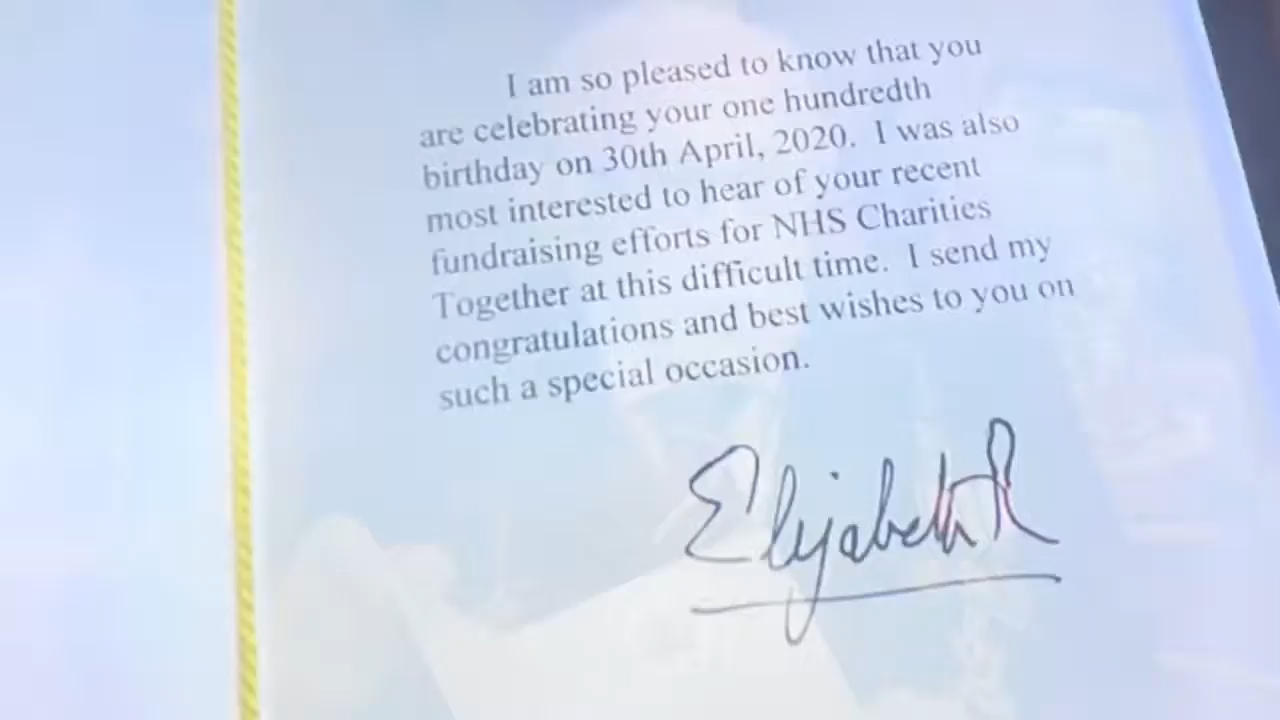 I am so pleased to know that you
are celebrating your one hundredth
birthday on 30th April, 2020. I was also
most interested to hear of your recent
fundraising efforts for NHS Charities
Together at this difficult time. I send my
congratulations and best wishes to you on
such a special occasion.
Elizabeth R